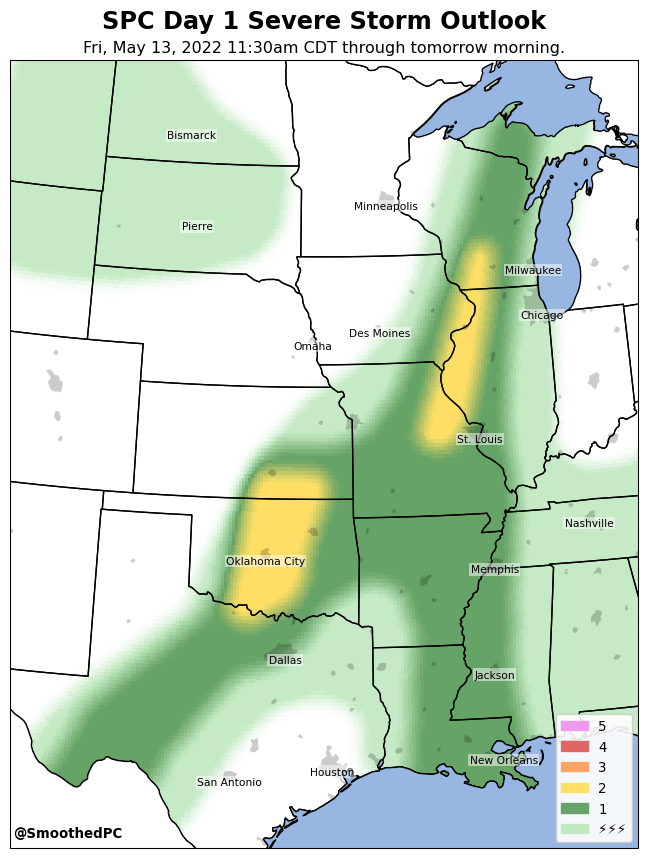 SPC Day 1 Severe Storm Outlook
Fri, May 13, 2022 11:30am CDT through tomorrow morning.
Bismarck
Minneapolis
Pierre
Milwaukee
Chicago
Des Moines
Omaha
St. Louis
Nashville
Oklahoma City
Memphis
Dallas
Jackson
New Orleans
Houston
San Antonio
5
4
3
2
1
⚡⚡⚡
@SmoothedPC